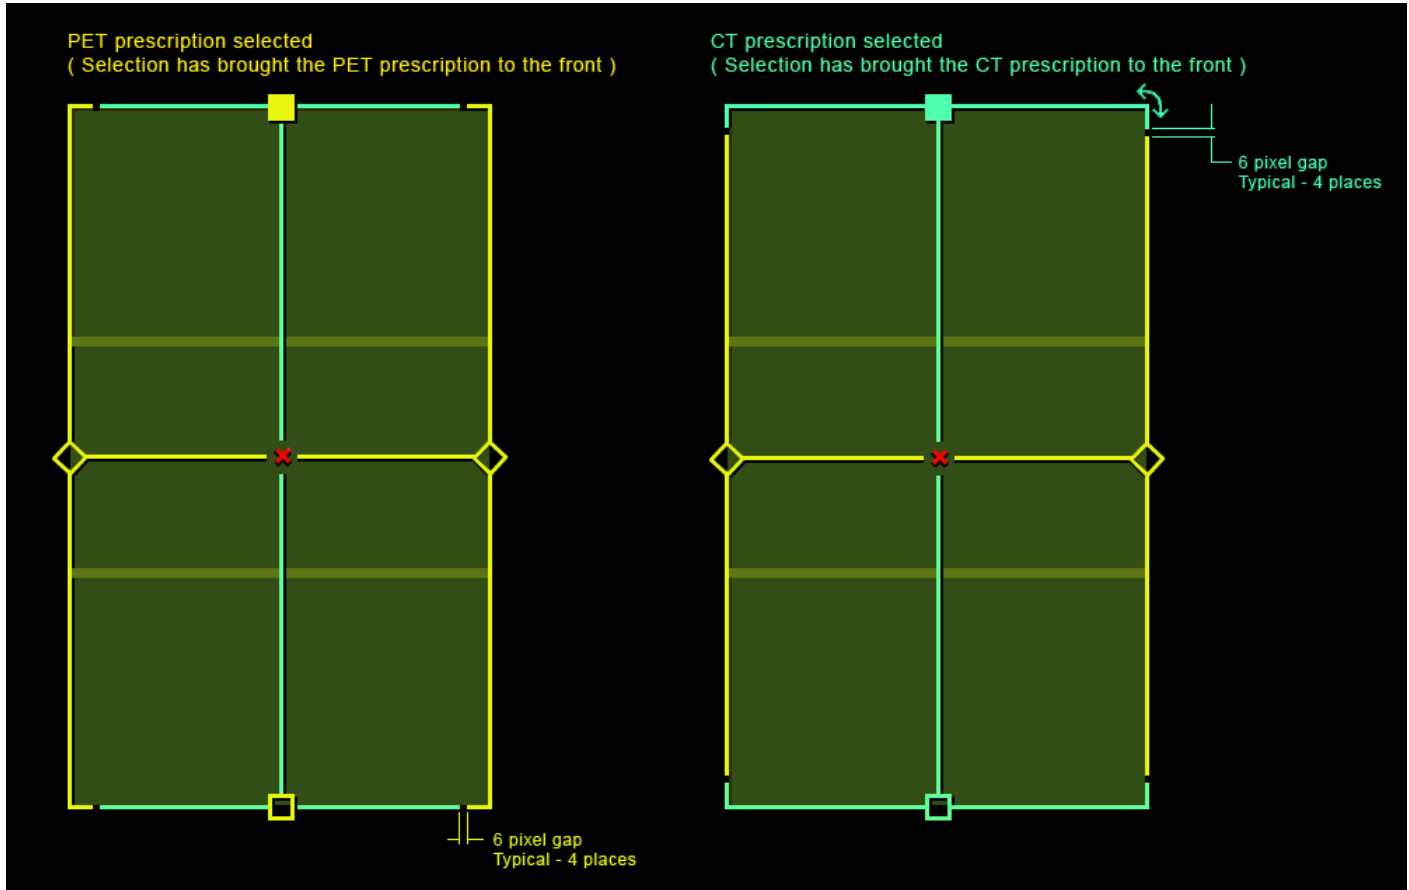 PET prescription selected
( Selection has brought the PET prescription to the front )
CT prescription selected
( Selection has brought the CT prescription to the front )
6 pixel gap
Typical - 4 places
6 pixel gap
Typical - 4 places